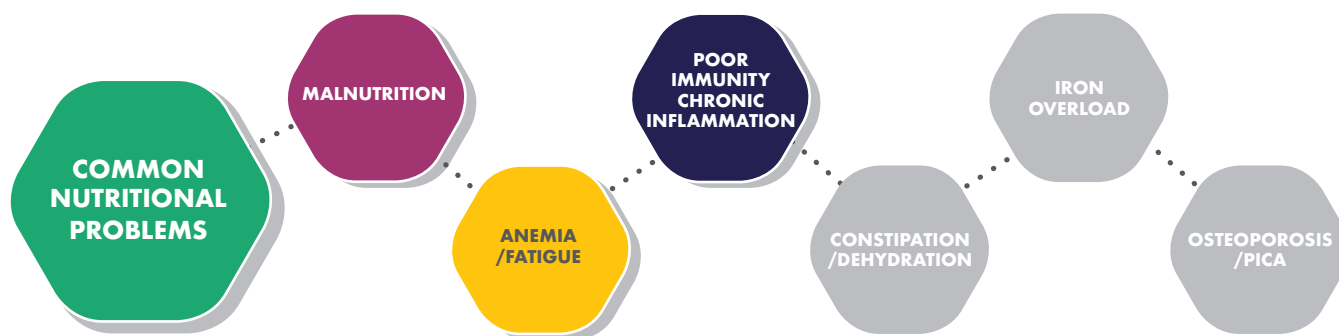 COMMON
NUTRITIONAL
PROBLEMS
MALNUTRITION
ANEMIA
/FATIGUE
POOR
IMMUNITY
CHRONIC
INFLAMMATION
CONSTIPATION
/DEHYDRATION
IRON
OVERLOAD
OSTEOPOROSIS
/PICA